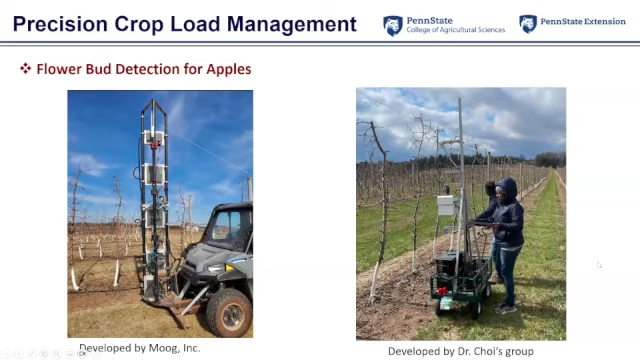 Precision Crop Load Management
PennState
College of Agricultural Sciences
PennState Extension
❖ Flower Bud Detection for Apples
Developed by Moog, Inc.
Developed by Dr. Choi's group